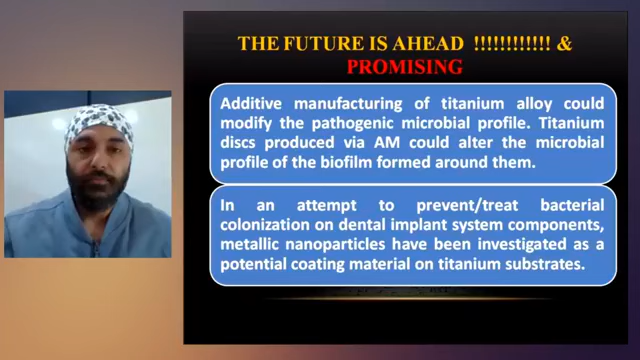 THE FUTURE IS AHEAD !!!!!!!!!!!! &
PROMISING
Additive manufacturing of titanium alloy could
modify the pathogenic microbial profile. Titanium
discs produced via AM could alter the microbial
profile of the biofilm formed around them.
In an attempt to prevent/treat bacterial
colonization on dental implant system components,
metallic nanoparticles have been investigated as a
potential coating material on titanium substrates.